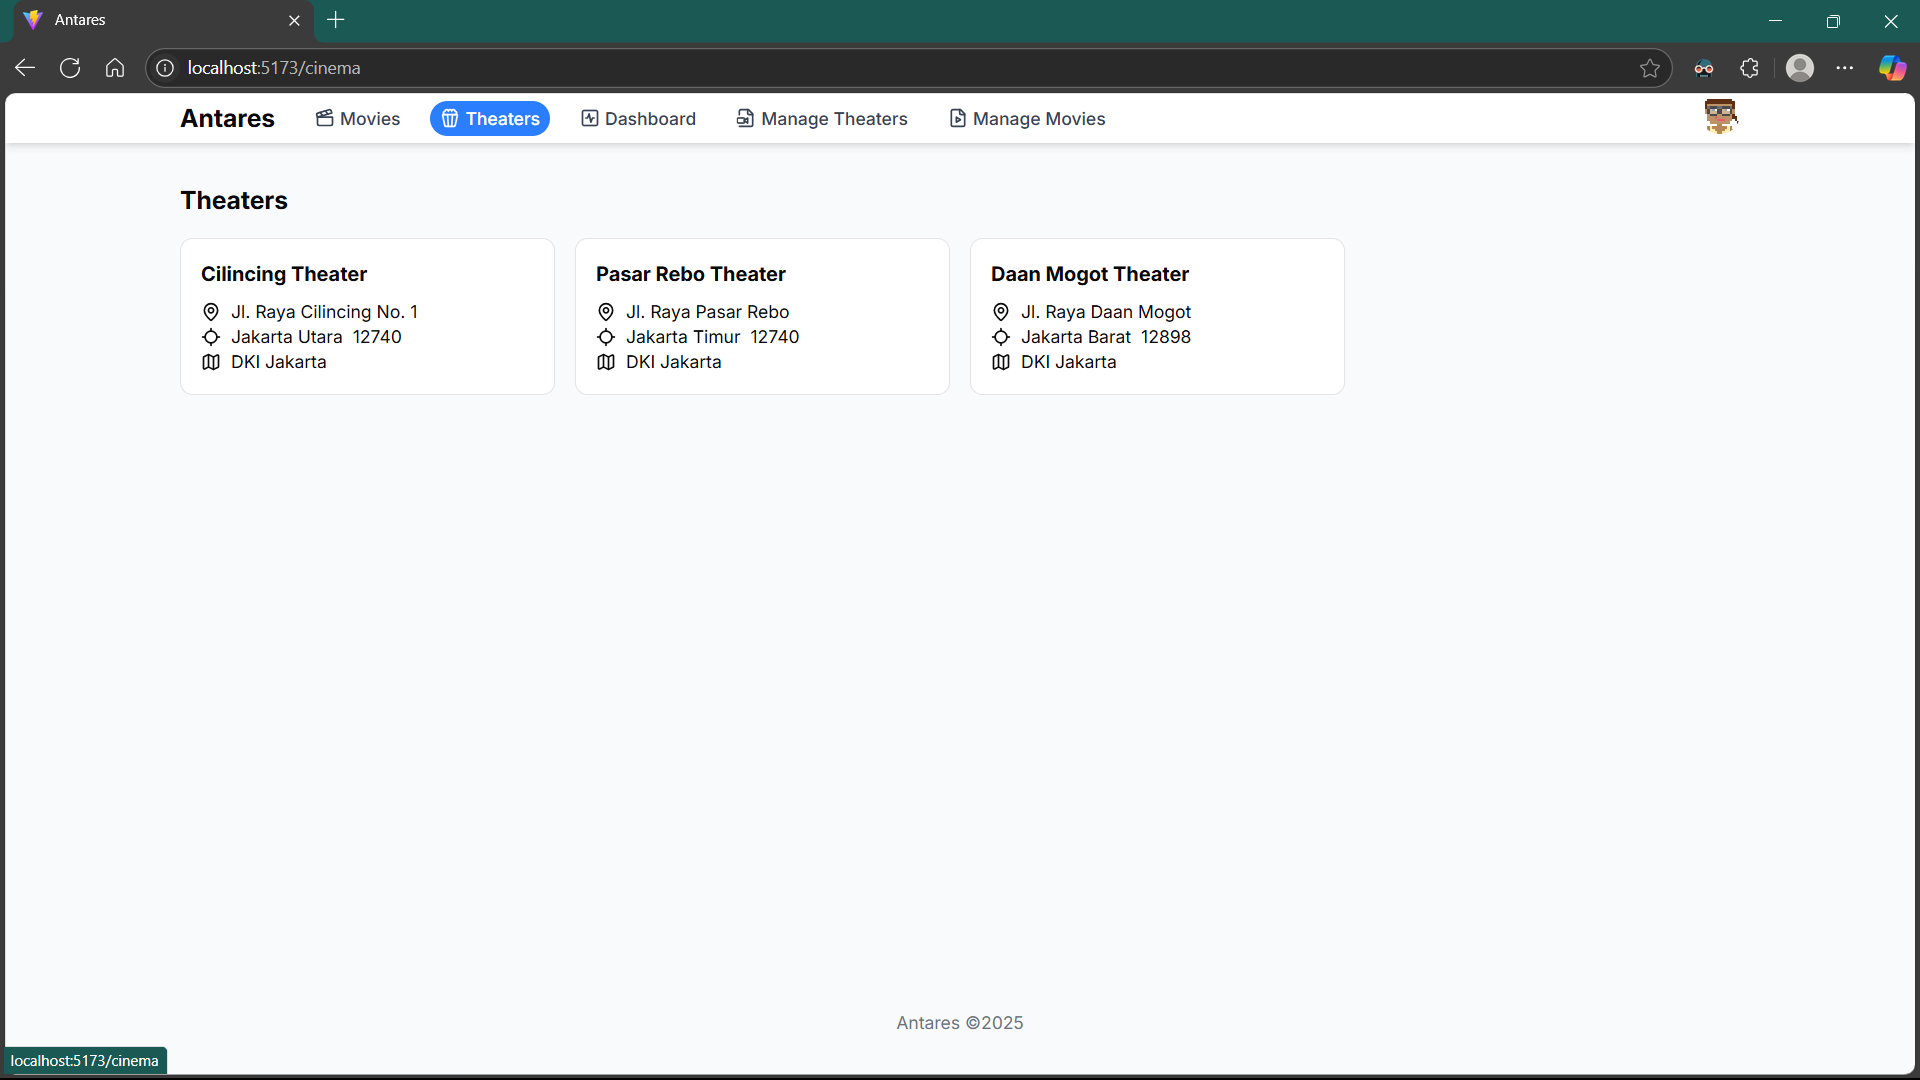 Antares
localhost:5173/cinema
Antares Movies Theaters Dashboard Manage Theaters Manage Movies
Theaters
Cilincing Theater
Jl. Raya Cilincing No. 1
Jakarta Utara 12740
DKI Jakarta
Pasar Rebo Theater
Jl. Raya Pasar Rebo
Jakarta Timur 12740
DKI Jakarta
Daan Mogot Theater
Jl. Raya Daan Mogot
Jakarta Barat 12898
DKI Jakarta
Antares ©2025
localhost:5173/cinema